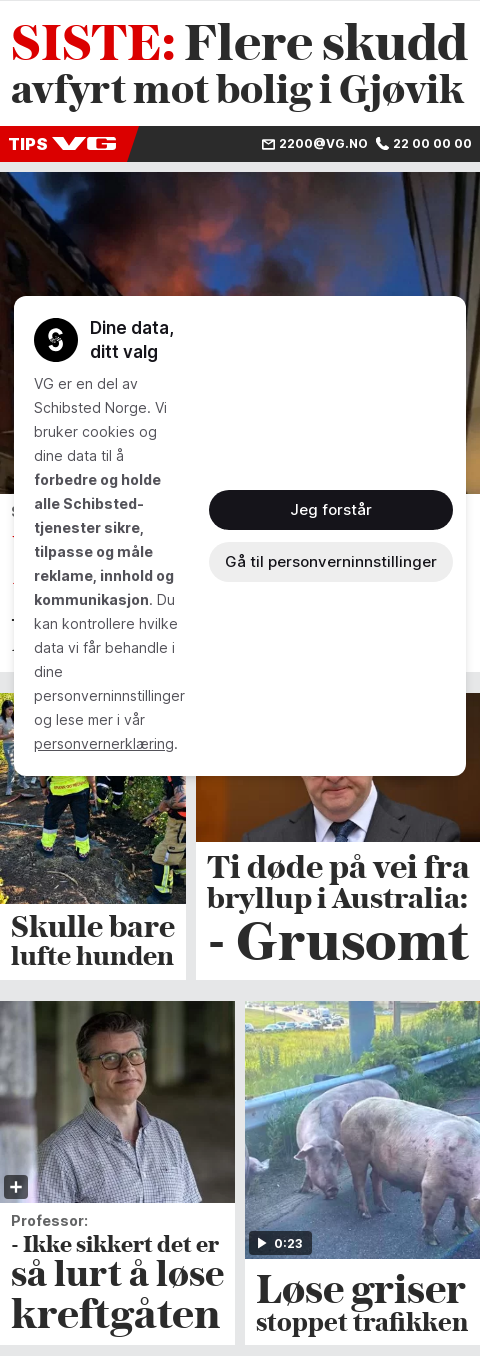 SISTE: Flere skudd
avfyrt mot bolig i Gjøvik
TIPS VG
2200@VG.NO 22 00 00 00
Dine data,
ditt valg
VG er en del av
Schibsted Norge. Vi
bruker cookies og
dine data til å
forbedre og holde
alle Schibsted-
tjenester sikre,
tilpasse og måle
reklame, innhold og
kommunikasjon. Du
kan kontrollere hvilke
data vi får behandle i
dine
personverninnstillinger
og lese mer i vår
personvernerklæring.
Jeg forstår
Gå til personverninnstillinger
Skulle bare
lufte hunden
Ti døde på vei fra
bryllup i Australia:
- Grusomt
Professor:
- Ikke sikkert det er
så lurt å løse
kreftgåten
0:23
Løse griser
stoppet trafikken